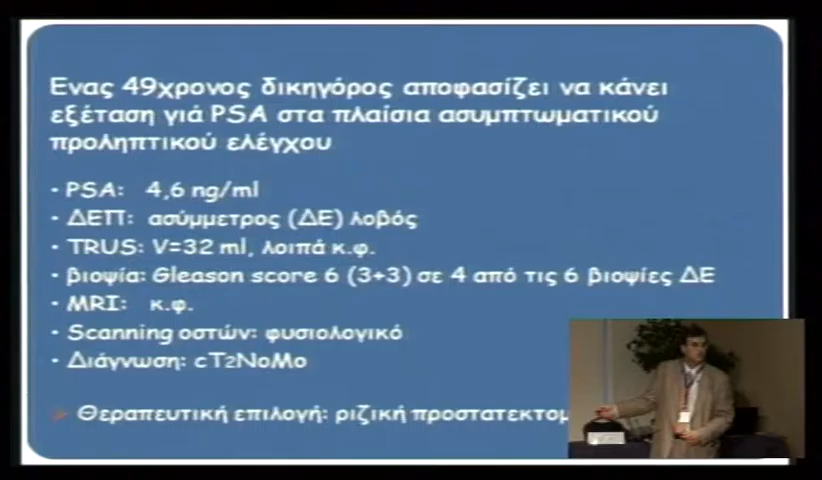 Ενας 49χρονος δικηγόρος αποφασίζει να κάνει
εξέταση γιά PSA στα πλαίσια ασυμπτωματικού
προληπτικού ελέγχου
• PSA: 4,6 ng/ml
• ΔΕΠ: ασύμμετρος (ΔΕ) λοβός
• TRUS: V=32 ml, λοιπά κ.φ.
• βιοψία: Gleason score 6 (3+3) σε 4 από τις 6 βιοψίες ΔΕ
• MRI: κ.φ.
• Scanning οστών: φυσιολογικό
• Διάγνωση: cT2NoMo
➢ Θεραπευτική επιλογή: ριζική προστατεκτομ